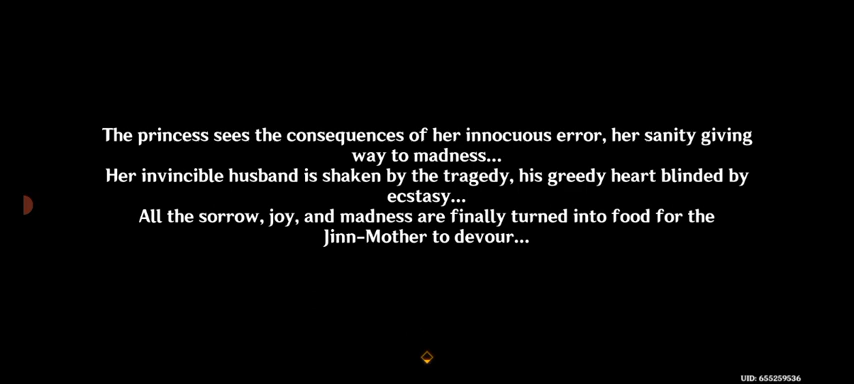 The princess sees the consequences of her innocuous error, her sanity giving
way to madness...
Her invincible husband is shaken by the tragedy, his greedy heart blinded by
ecstasy...
All the sorrow, joy, and madness are finally turned into food for the
Jinn-Mother to devour...
UID: 655259536